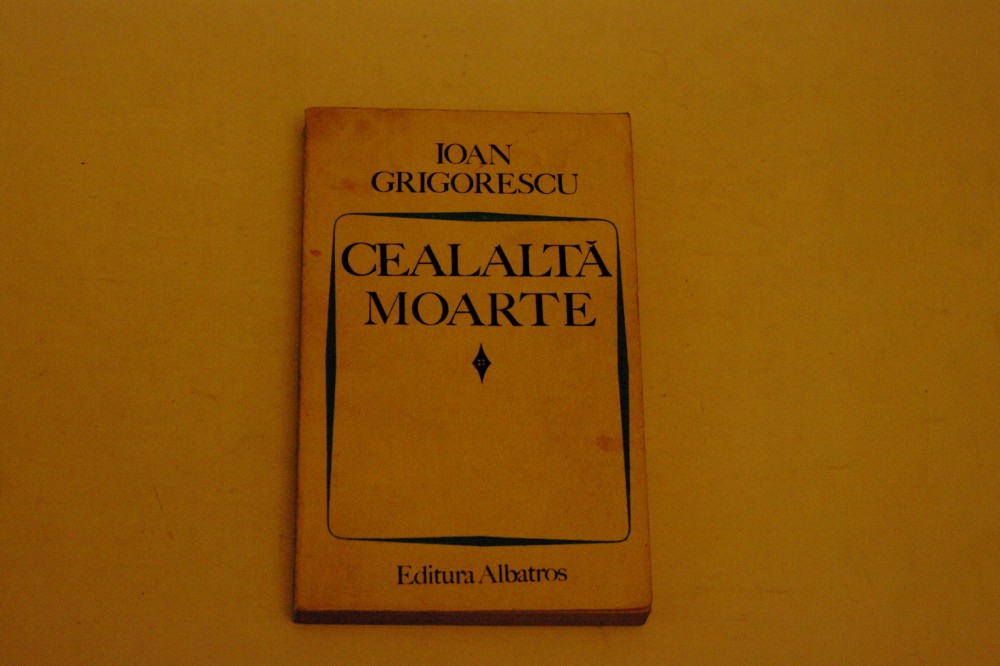 IOAN
GRIGORESCU
CEALALTĂ
MOARTE
Editura Albatros